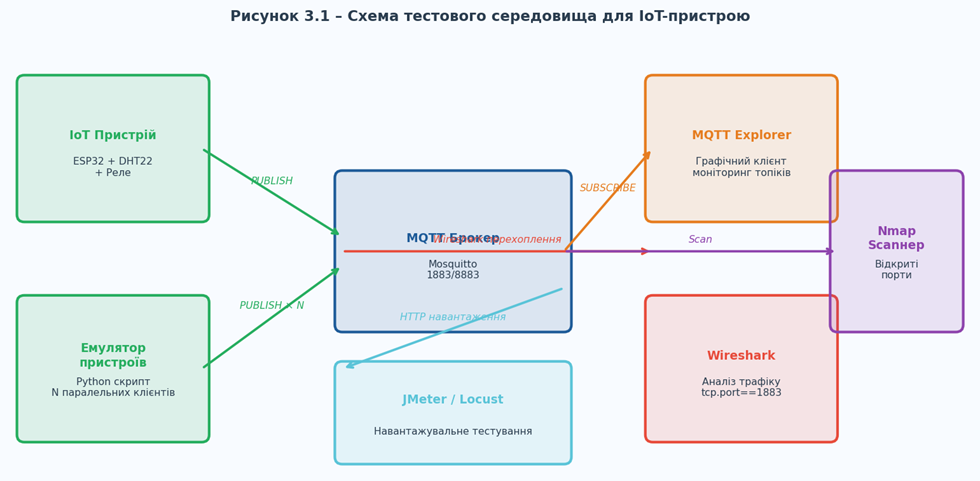 Рисунок 3.1 – Схема тестового середовища для IoT-пристрою
IoT Пристрій
ESP32 + DHT22
+ Реле
PUBLISH
Емулятор
пристроїв
Python скрипт
N паралельних клієнтів
PUBLISH × N
MQTT Брокер
Mosquitto
1883/8883
перехоплення
HTTP навантаження
JMeter / Locust
Навантажувальне тестування
SUBSCRIBE
MQTT Explorer
Графічний клієнт
моніторинг топіків
Scan
Nmap
Сканнер
Відкриті
порти
Wireshark
Аналіз трафіку
tcp.port==1883